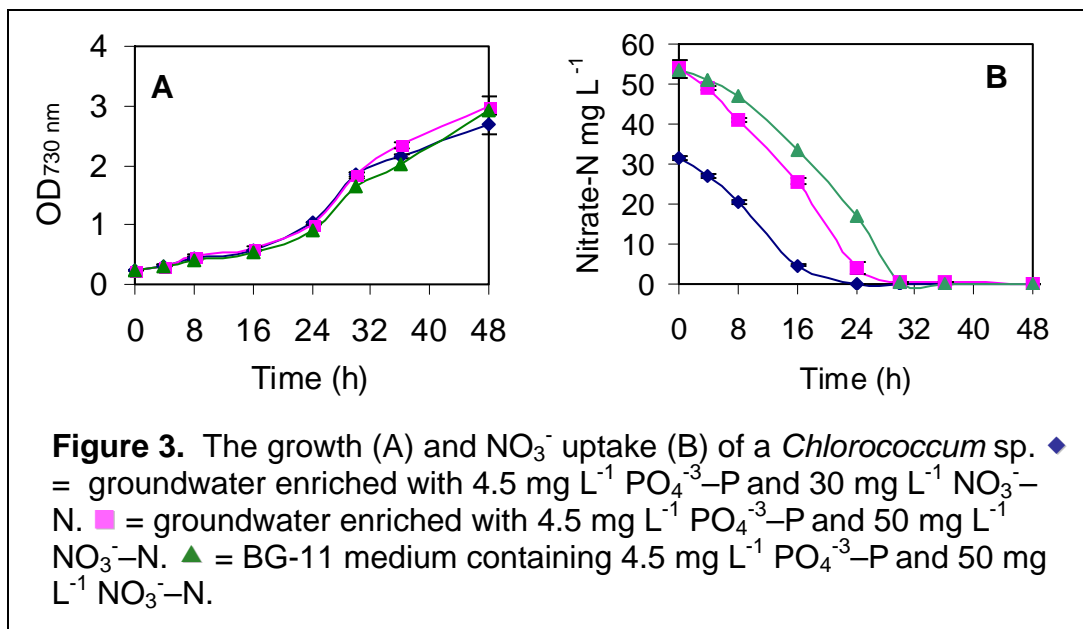 4
3
2
1
0
OD730 nm
A
0 8 16 24 32 40 48
Time (h)
60
50
40
30
20
10
0
Nitrate-N mg L-1
B
0 8 16 24 32 40 48
Time (h)
Figure 3. The growth (A) and NO3- uptake (B) of a Chlorococcum sp. ◆
= groundwater enriched with 4.5 mg L-1 PO4-3–P and 30 mg L-1 NO3-–
N. ■ = groundwater enriched with 4.5 mg L-1 PO4-3–P and 50 mg L-1
NO3-–N. ▲ = BG-11 medium containing 4.5 mg L-1 PO4-3–P and 50 mg
L-1 NO3-–N.